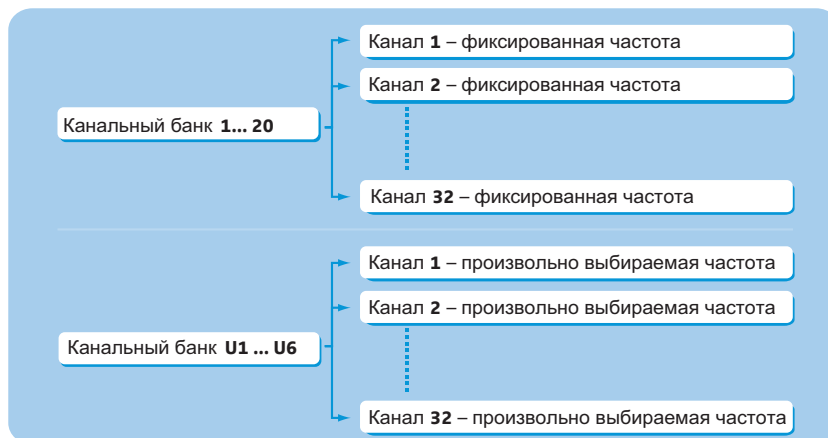 Канал 1 – фиксированная частота
Канал 2 – фиксированная частота
Канальный банк 1... 20
Канал 32 – фиксированная частота
Канал 1 – произвольно выбираемая частота
Канал 2 – произвольно выбираемая частота
Канальный банк U1 ... U6
Канал 32 – произвольно выбираемая частота